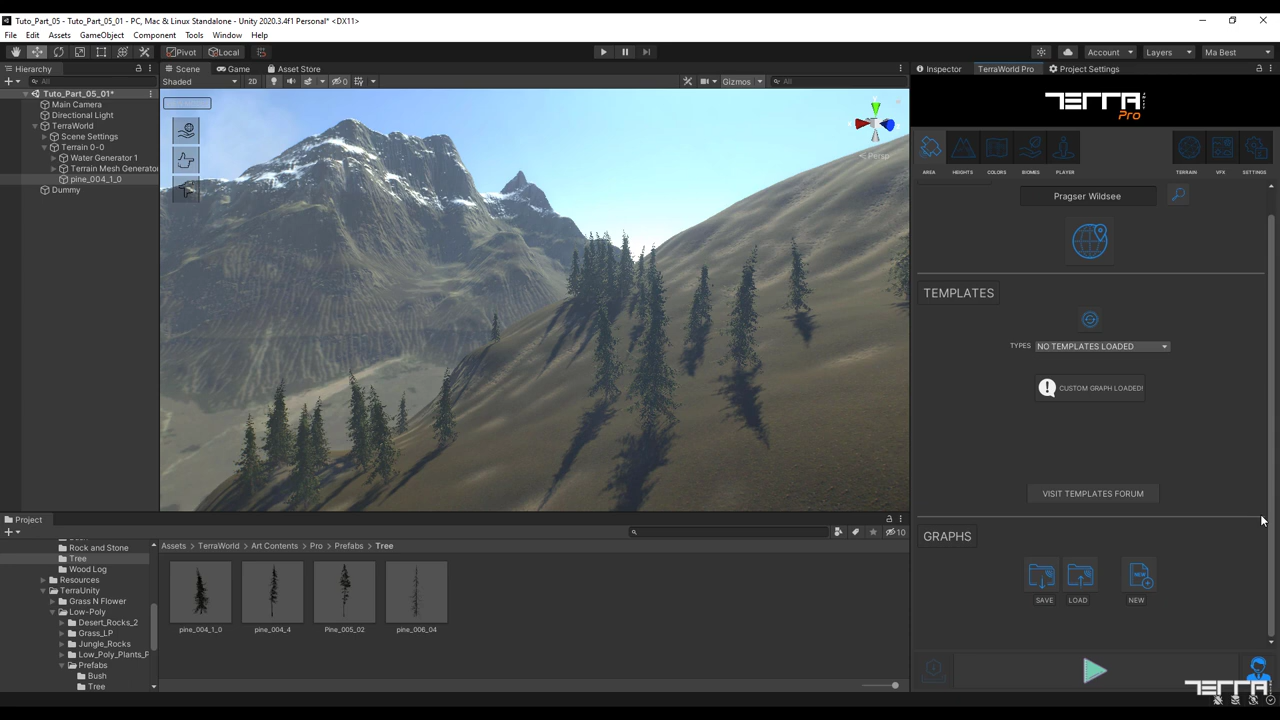 Tuto_Part_05 - Tuto_Part_05_01 - PC, Mac & Linux Standalone - Unity 2020.3.4f1 Personal* <DX11>
File Edit Assets GameObject Component Tools Window Help
Pivot Local Account Layers Ma Best
Hierarchy Scene Game Asset Store Inspector TerraWorld Pro Project Settings
All Shaded 2D 0 Gizmos All
Tuto_Part_05_01*
Main Camera
Directional Light
TerraWorld
Scene Settings
Terrain 0-0
Water Generator 1
Terrain Mesh Generato
pine_004_1_0
Dummy
y
Persp
TERRA
Pro
AREA HEIGHTS COLORS BIOMES PLAYER TERRAIN VFX SETTINGS
Pragser Wildsee
TEMPLATES
TYPES NO TEMPLATES LOADED
CUSTOM GRAPH LOADED!
VISIT TEMPLATES FORUM
GRAPHS
NEW
SAVE LOAD NEW
Project
10
Rock and Stone
Tree
Wood Log
Resources
TerraUnity
Grass N Flower
Low-Poly
Desert_Rocks_2
Grass_LP
Jungle_Rocks
Low_Poly_Plants_P
Prefabs
Bush
Tree
Assets > TerraWorld > Art Contents > Pro > Prefabs > Tree
pine_004_1_0 pine_004_4 Pine_005_02 pine_006_04
TERRA